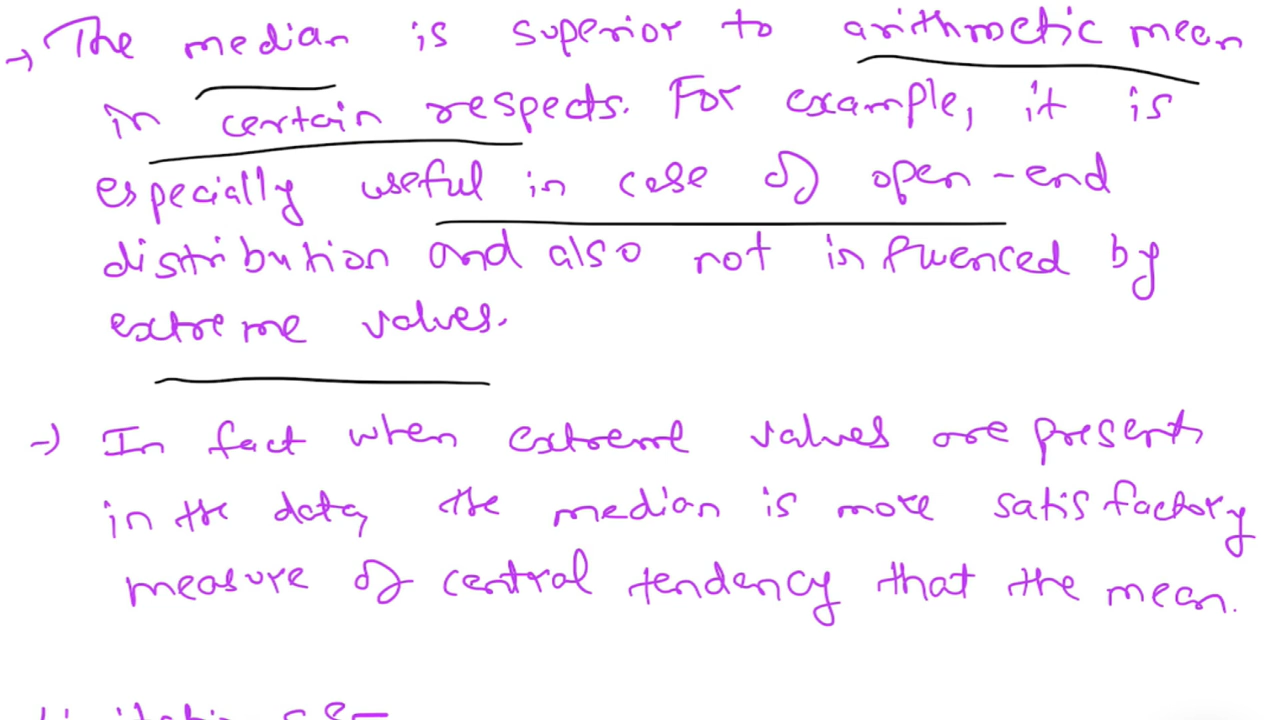 → The median is superior to arithmetic mean
in certain respects. For example, it is
especially useful in case of open-end
distribution and also not influenced by
extreme values.
→ In fact when extreme values are present
in the data, the median is more satisfactory
measure of central tendency that the mean.